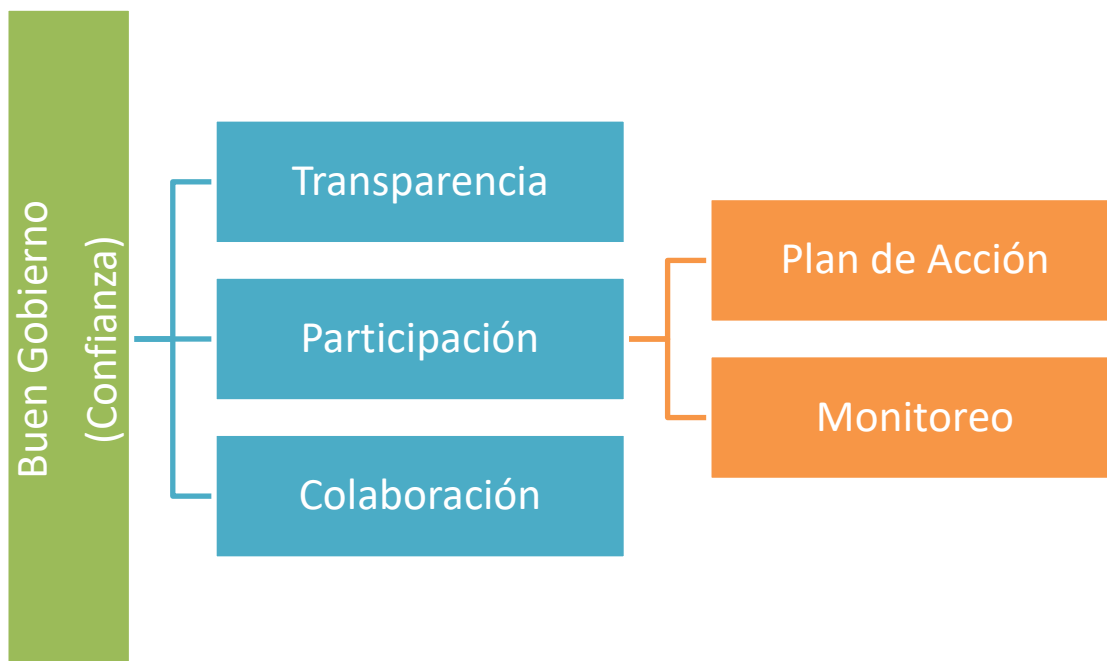 Buen Gobierno
(Confianza)
Transparencia
Participación
Colaboración
Plan de Acción
Monitoreo